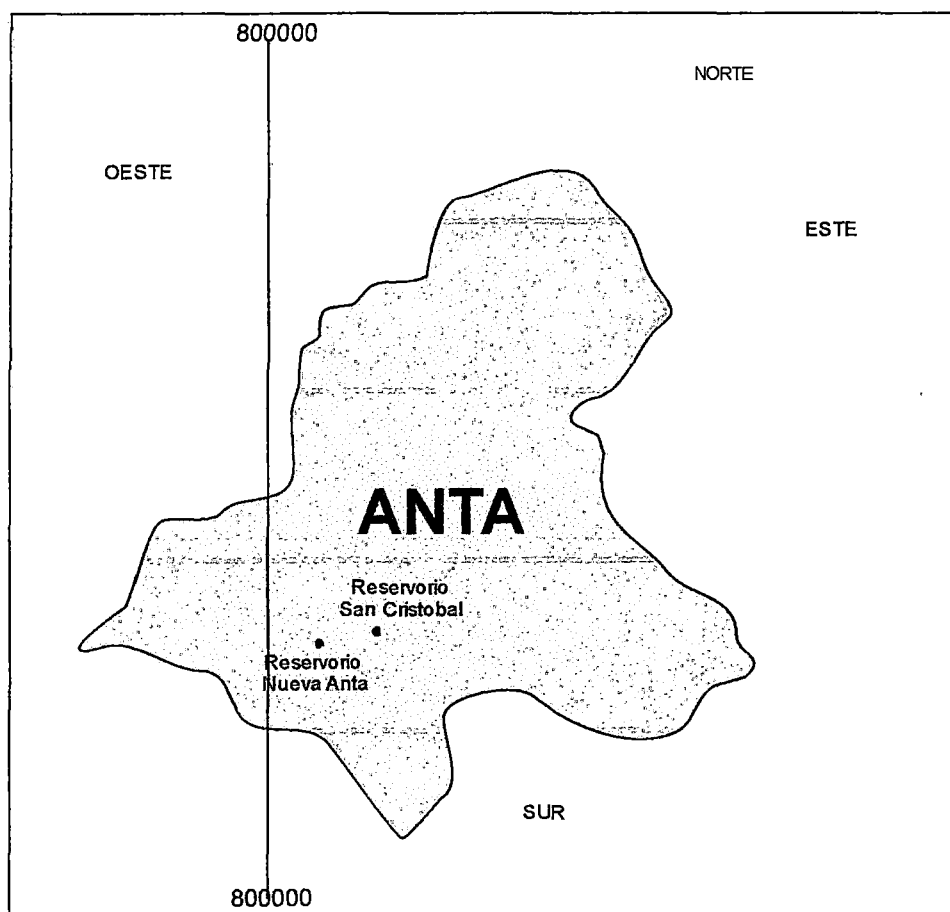 800000
NORTE
OESTE
ESTE
ANTA
Reservorio
San Cristobal
Reservorio
Nueva Anta
SUR
800000